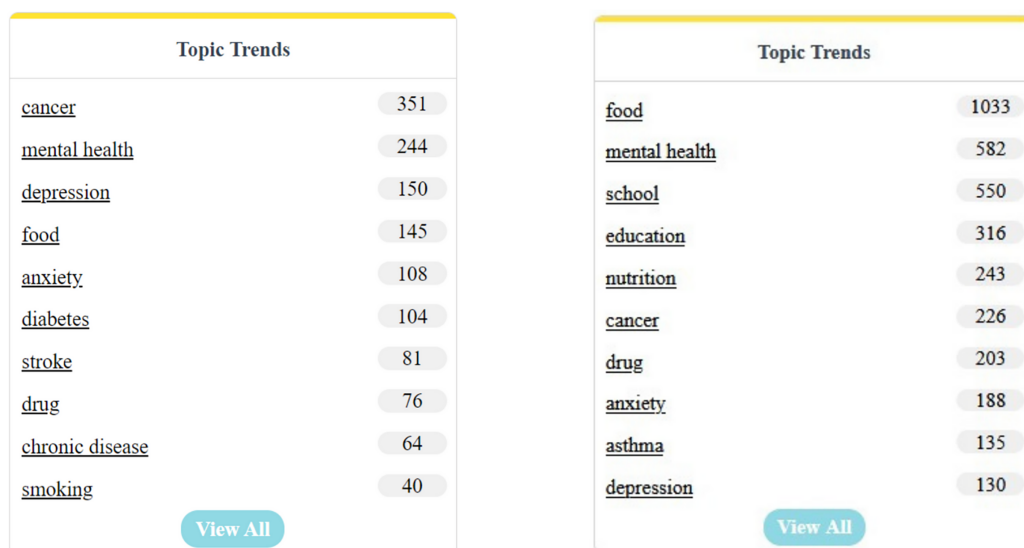 Topic Trends
cancer 351
mental health 244
depression 150
food 145
anxiety 108
diabetes 104
stroke 81
drug 76
chronic disease 64
smoking 40
View All
Topic Trends
food 1033
mental health 582
school 550
education 316
nutrition 243
cancer 226
drug 203
anxiety 188
asthma 135
depression 130
View All